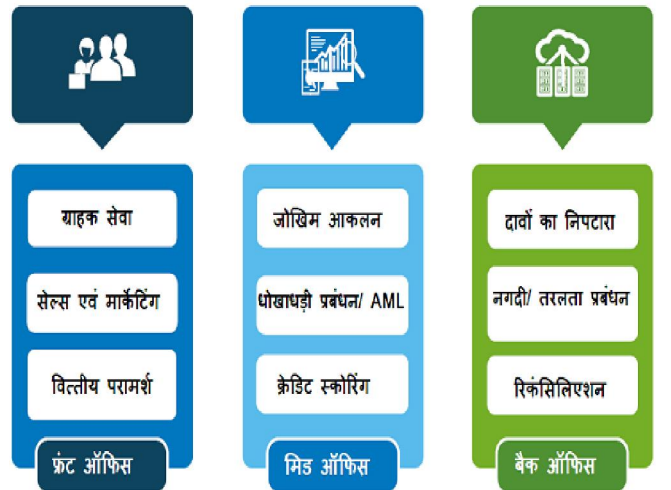 ग्राहक सेवा
सेल्स एवं मार्केटिंग
वित्तीय परामर्श
फ्रंट ऑफिस
जोखिम आकलन
धोखाधड़ी प्रबंधन/ AML
क्रेडिट स्कोरिंग
मिड ऑफिस
दावों का निपटारा
नगदी/ तरलता प्रबंधन
रिकंसिलिएशन
बैक ऑफिस